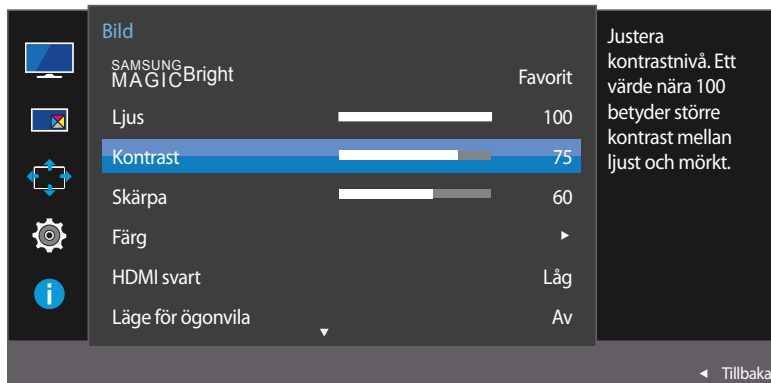 Bild
SAMSUNG
MAGICBright Favorit
Ljus 100
Kontrast 75
Skärpa 60
Färg
HDMI svart Låg
Läge för ögonvila Av
Justera
kontrastnivå. Ett
värde nära 100
betyder större
kontrast mellan
ljust och mörkt.
Tillbaka